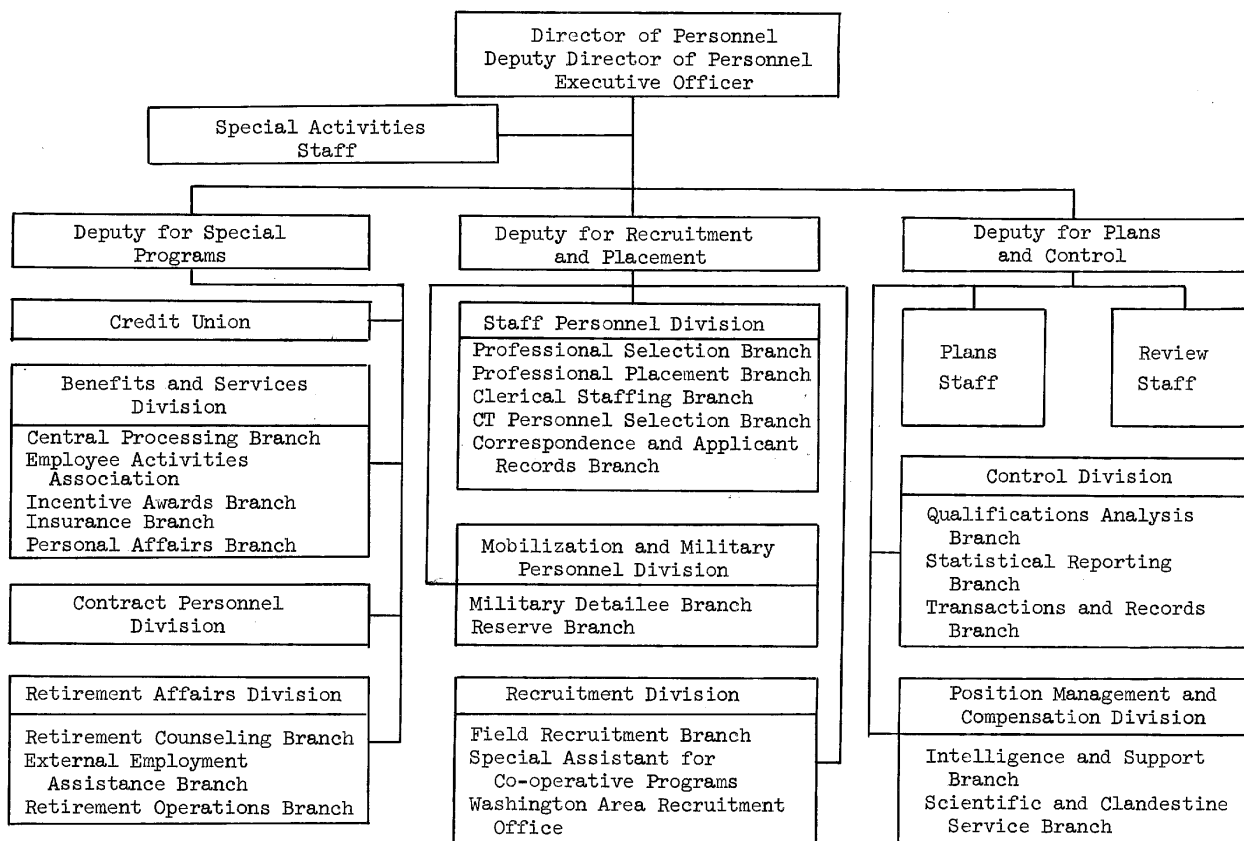 Director of Personnel
Deputy Director of Personnel
Executive Officer
Special Activities
Staff
Deputy for Special
Programs
Credit Union
Benefits and Services
Division
Central Processing Branch
Employee Activities
Association
Incentive Awards Branch
Insurance Branch
Personal Affairs Branch
Contract Personnel
Division
Retirement Affairs Division
Retirement Counseling Branch
External Employment
Assistance Branch
Retirement Operations Branch
Deputy for Recruitment
and Placement
Staff Personnel Division
Professional Selection Branch
Professional Placement Branch
Clerical Staffing Branch
CT Personnel Selection Branch
Correspondence and Applicant
Records Branch
Mobilization and Military
Personnel Division
Military Detailee Branch
Reserve Branch
Recruitment Division
Field Recruitment Branch
Special Assistant for
Co-operative Programs
Washington Area Recruitment
Office
Deputy for Plans
and Control
Plans
Staff
Review
Staff
Control Division
Qualifications Analysis
Branch
Statistical Reporting
Branch
Transactions and Records
Branch
Position Management and
Compensation Division
Intelligence and Support
Branch
Scientific and Clandestine
Service Branch